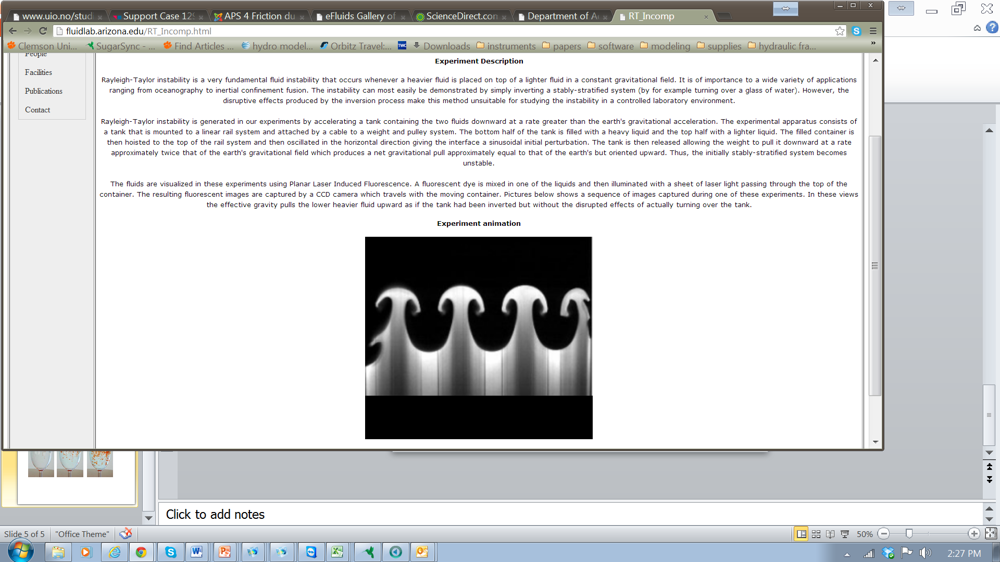 www.uio.no/stud
Support Case 129
APS 4 Friction du
eFluids Gallery of
ScienceDirect.com
Department of A
RT_Incomp
fluidlab.arizona.edu/RT_Incomp.html
Clemson Uni...
SugarSync - ...
Find Articles ...
hydro model...
Orbitz Travel:...
TWC
Downloads
instruments
papers
software
modeling
supplies
hydraulic fra...
»
People
Facilities
Publications
Contact
Experiment Description
Rayleigh-Taylor instability is a very fundamental fluid instability that occurs whenever a heavier fluid is placed on top of a lighter fluid in a constant gravitational field. It is of importance to a wide variety of applications
ranging from oceanography to inertial confinement fusion. The instability can most easily be demonstrated by simply inverting a stably-stratified system (by for example turning over a glass of water). However, the
disruptive effects produced by the inversion process make this method unsuitable for studying the instability in a controlled laboratory environment.
Rayleigh-Taylor instability is generated in our experiments by accelerating a tank containing the two fluids downward at a rate greater than the earth's gravitational acceleration. The experimental apparatus consists of
a tank that is mounted to a linear rail system and attached by a cable to a weight and pulley system. The bottom half of the tank is filled with a heavy liquid and the top half with a lighter liquid. The filled container is
then hoisted to the top of the rail system and then oscillated in the horizontal direction giving the interface a sinusoidal initial perturbation. The tank is then released allowing the weight to pull it downward at a rate
approximately twice that of the earth's gravitational field which produces a net gravitational pull approximately equal to that of the earth's but oriented upward. Thus, the initially stably-stratified system becomes
unstable.
The fluids are visualized in these experiments using Planar Laser Induced Fluorescence. A fluorescent dye is mixed in one of the liquids and then illuminated with a sheet of laser light passing through the top of the
container. The resulting fluorescent images are captured by a CCD camera which travels with the moving container. Pictures below shows a sequence of images captured during one of these experiments. In these views
the effective gravity pulls the lower heavier fluid upward as if the tank had been inverted but without the disrupted effects of actually turning over the tank.
Experiment animation
Click to add notes
Slide 5 of 5
"Office Theme"
50%
2:27 PM